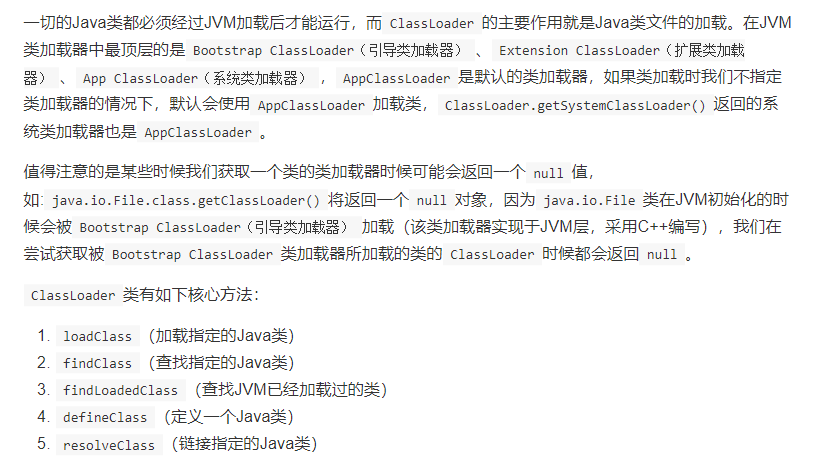 一切的Java类都必须经过JVM加载后才能运行，而 ClassLoader 的主要作用就是Java类文件的加载。在JVM
类加载器中最顶层的是 Bootstrap ClassLoader（引导类加载器） 、 Extension ClassLoader（扩展类加载
器） 、 App ClassLoader（系统类加载器） ， AppClassLoader 是默认的类加载器，如果类加载时我们不指定
类加载器的情况下，默认会使用 AppClassLoader 加载类， ClassLoader.getSystemClassLoader() 返回的系
统类加载器也是 AppClassLoader 。
值得注意的是某些时候我们获取一个类的类加载器时候可能会返回一个 null 值，
如: java.io.File.class.getClassLoader() 将返回一个 null 对象，因为 java.io.File 类在JVM初始化的时
候会被 Bootstrap ClassLoader（引导类加载器） 加载（该类加载器实现于JVM层，采用C++编写），我们在
尝试获取被 Bootstrap ClassLoader 类加载器所加载的类的 ClassLoader 时候都会返回 null 。
ClassLoader 类有如下核心方法：
1. loadClass （加载指定的Java类）
2. findClass （查找指定的Java类）
3. findLoadedClass （查找JVM已经加载过的类）
4. defineClass （定义一个Java类）
5. resolveClass （链接指定的Java类）